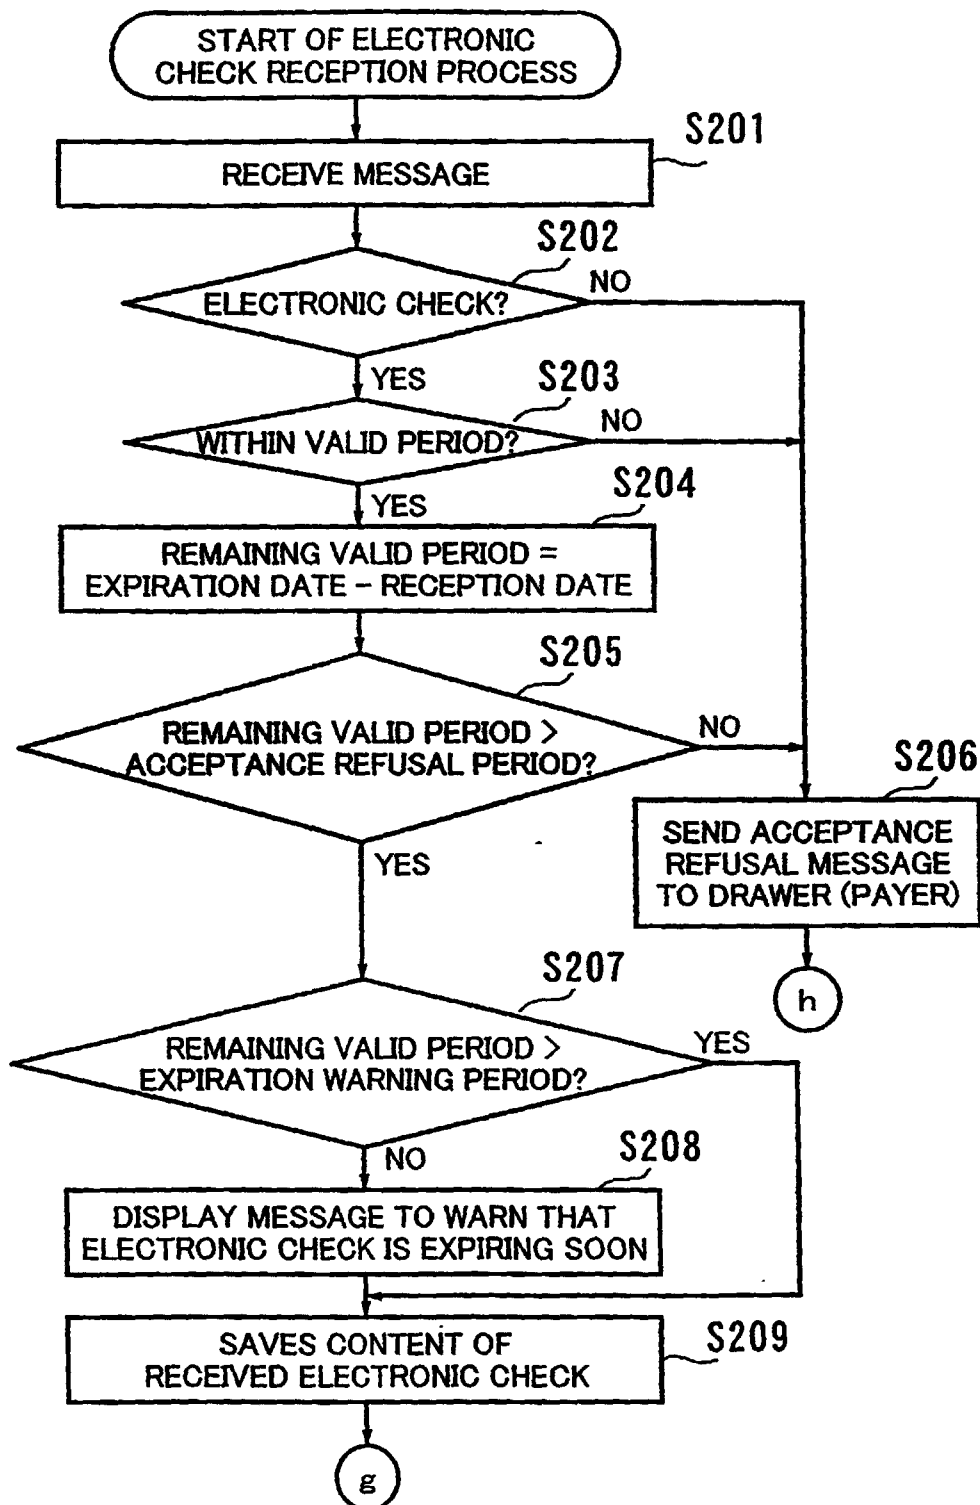 START OF ELECTRONIC
CHECK RECEPTION PROCESS
S201
RECEIVE MESSAGE
S202
ELECTRONIC CHECK?
NO
YES
S203
WITHIN VALID PERIOD?
NO
YES
S204
REMAINING VALID PERIOD =
EXPIRATION DATE – RECEPTION DATE
S205
REMAINING VALID PERIOD >
ACCEPTANCE REFUSAL PERIOD?
NO
YES
S206
SEND ACCEPTANCE
REFUSAL MESSAGE
TO DRAWER (PAYER)
h
S207
REMAINING VALID PERIOD >
EXPIRATION WARNING PERIOD?
YES
NO
S208
DISPLAY MESSAGE TO WARN THAT
ELECTRONIC CHECK IS EXPIRING SOON
S209
SAVES CONTENT OF
RECEIVED ELECTRONIC CHECK
g